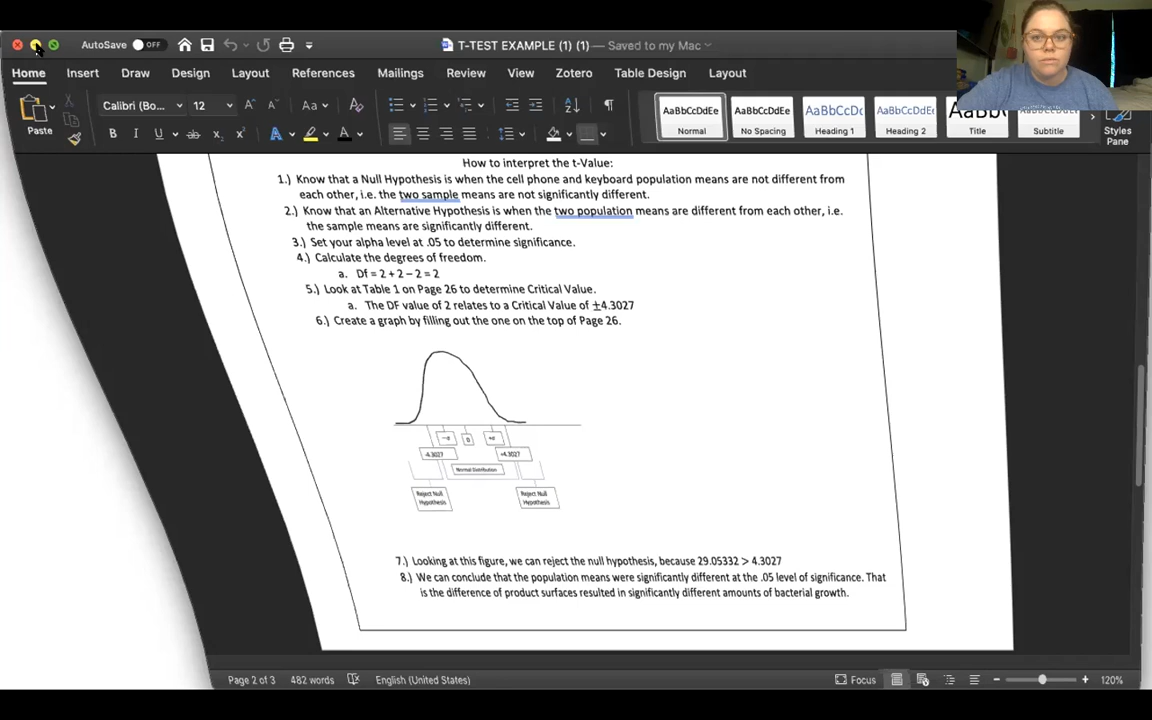 AutoSave OFF
T-TEST EXAMPLE (1) (1) — Saved to my Mac
Home Insert Draw Design Layout References Mailings Review View Zotero Table Design Layout
Paste
Calibri (Bo... 12
AaBbCcDdEe AaBbCcDdEe AaBbCcDc AaBbCcDdEe AaBb( AaBbCcDdEe
Normal No Spacing Heading 1 Heading 2 Title Subtitle
Styles
Pane
How to interpret the t-Value:
1.) Know that a Null Hypothesis is when the cell phone and keyboard population means are not different from
each other, i.e. the two sample means are not significantly different.
2.) Know that an Alternative Hypothesis is when the two population means are different from each other, i.e.
the sample means are significantly different.
3.) Set your alpha level at .05 to determine significance.
4.) Calculate the degrees of freedom.
a. Df = 2 + 2 – 2 = 2
5.) Look at Table 1 on Page 26 to determine Critical Value.
a. The DF value of 2 relates to a Critical Value of ±4.3027
6.) Create a graph by filling out the one on the top of Page 26.
0
-4.3027 +4.3027
Normal Distribution
Reject Null Reject Null
Hypothesis Hypothesis
7.) Looking at this figure, we can reject the null hypothesis, because 29.05332 > 4.3027
8.) We can conclude that the population means were significantly different at the .05 level of significance. That
is the difference of product surfaces resulted in significantly different amounts of bacterial growth.
Page 2 of 3 482 words English (United States) Focus 120%